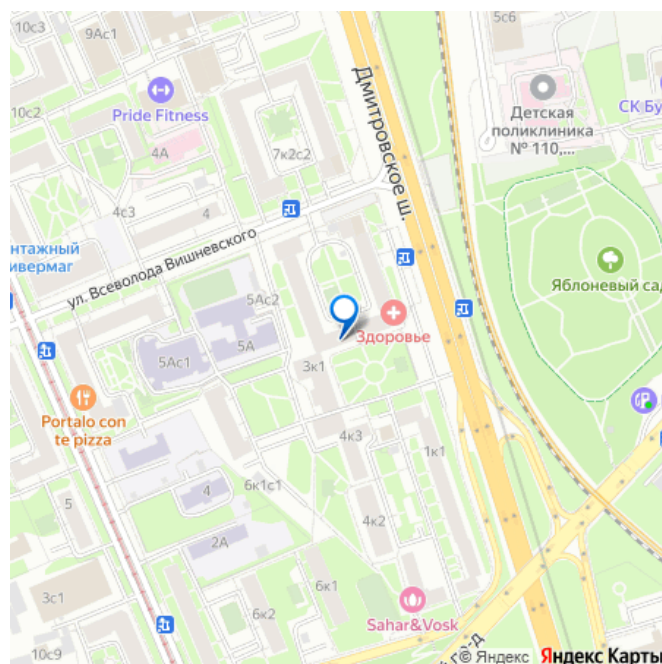 10с3
9Ас1
5с6
Pride Fitness
10с2
4А
7к2с2
Дмитровское ш.
Детская
поликлиника
№ 110,...
СК Бу
4с3
4
ул. Всеволода Вишневского
нтажный
ивермаг
Яблоневый сад
5Ас2
5А
5Ас1
Здоровье
3к1
Portalo con
te pizza
4к3
1к1
5
4
6к1с1
4к2
2А
6к1
3с1
6к2
Sahar&Vosk
10с9
© Яндекс Яндекс Карты